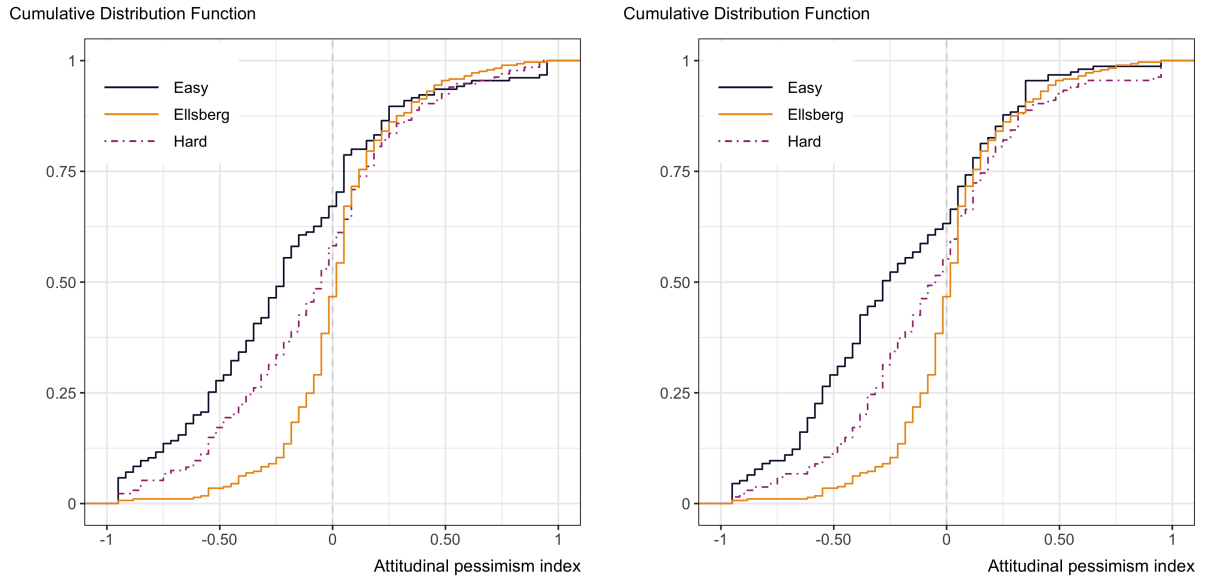 Cumulative Distribution Function
1
0.75
0.50
0.25
0
Easy
Ellsberg
Hard
-1 -0.50 0 0.50 1
Attitudinal pessimism index
Cumulative Distribution Function
1
0.75
0.50
0.25
0
Easy
Ellsberg
Hard
-1 -0.50 0 0.50 1
Attitudinal pessimism index